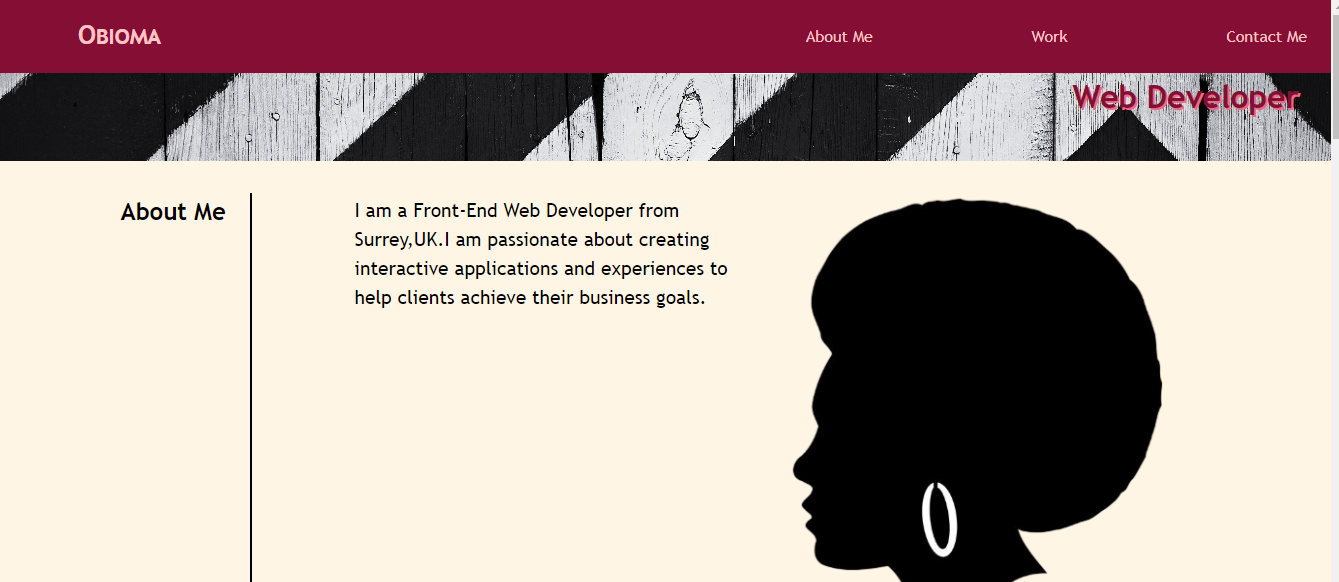 Obioma
About Me
Work
Contact Me
Web Developer
About Me
I am a Front-End Web Developer from
Surrey,UK.I am passionate about creating
interactive applications and experiences to
help clients achieve their business goals.